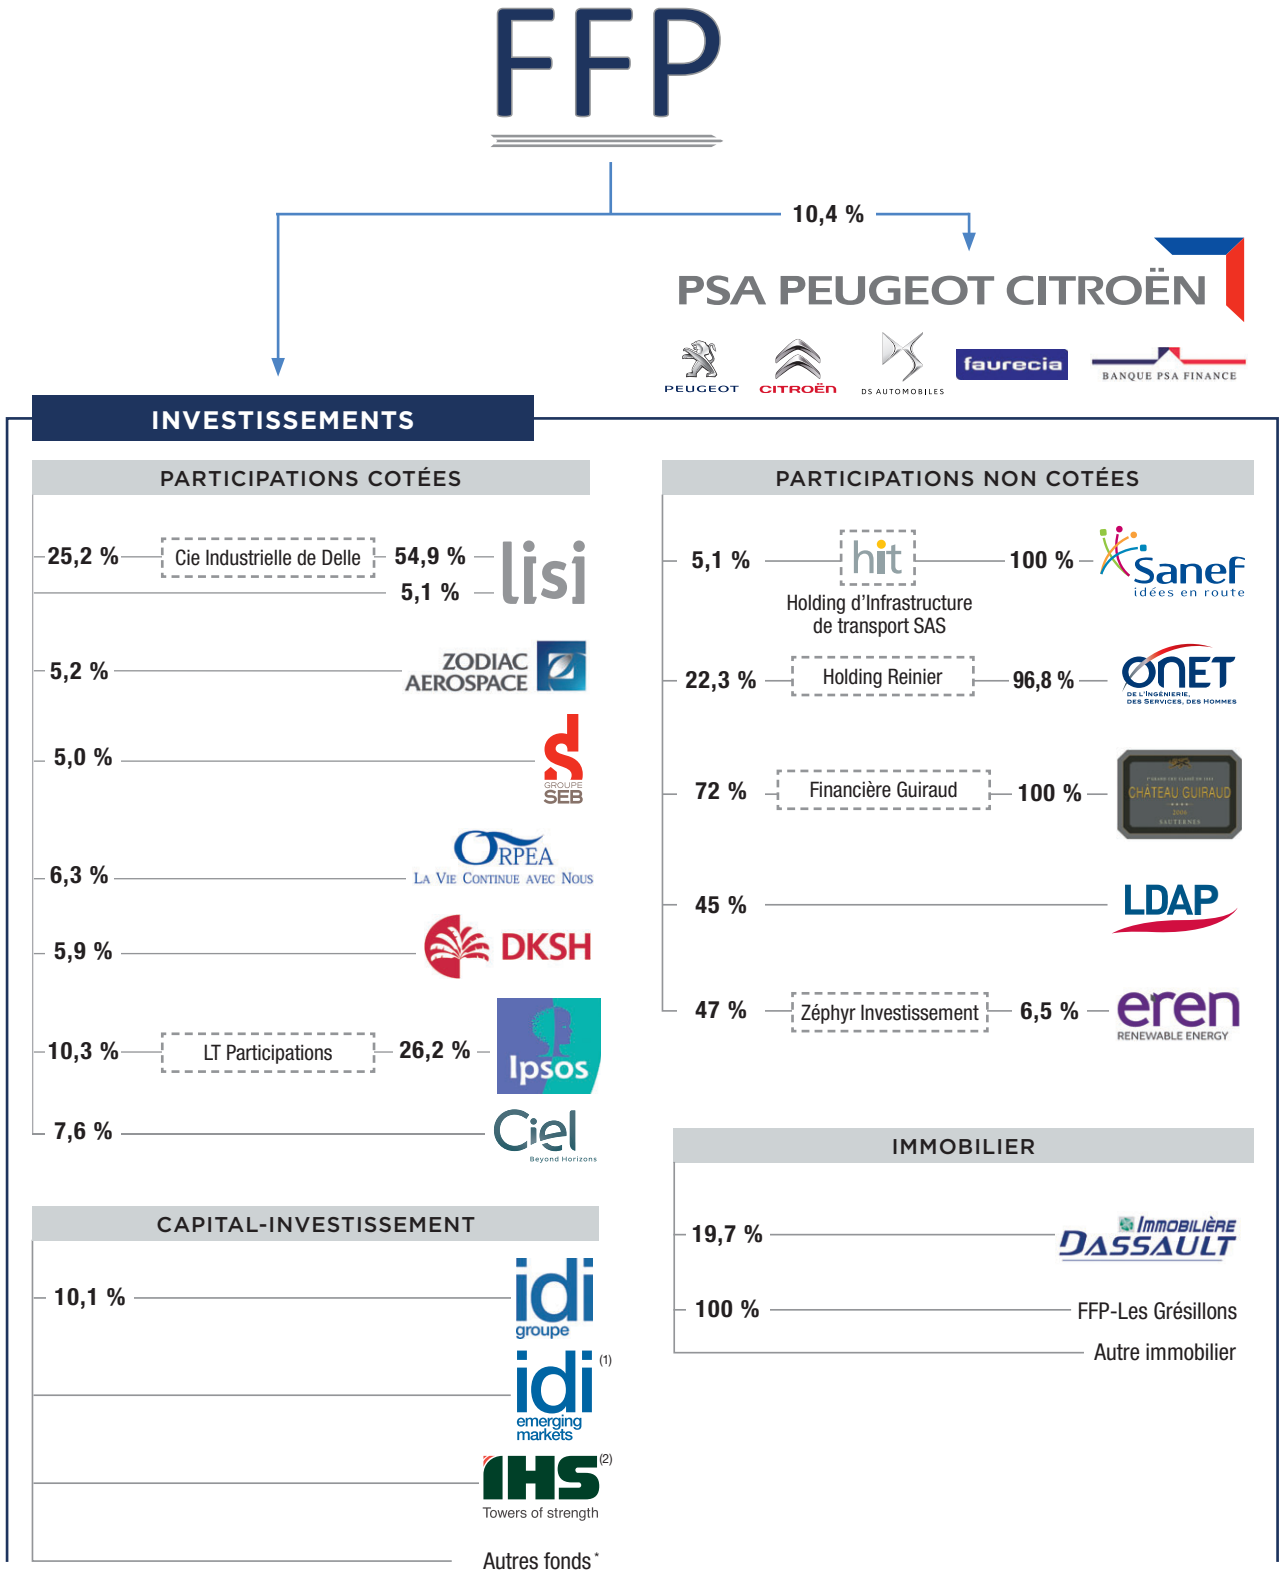 FFP
10,4 %
PSA PEUGEOT CITROËN
PEUGEOT
CITROËN
DS AUTOMOBILES
faurecia
BANQUE PSA FINANCE
INVESTISSEMENTS
PARTICIPATIONS COTÉES
25,2 %
Cie Industrielle de Delle
54,9 %
5,1 %
lisi
5,2 %
ZODIAC
AEROSPACE
5,0 %
GROUPE
SEB
6,3 %
ORPEA
LA VIE CONTINUE AVEC NOUS
5,9 %
DKSH
10,3 %
LT Participations
26,2 %
Ipsos
7,6 %
Ciel
Beyond Horizons
PARTICIPATIONS NON COTÉES
5,1 %
hit
100 %
Sanef
idées en route
Holding d'Infrastructure
de transport SAS
22,3 %
Holding Reinier
96,8 %
ONET
DE L'INGÉNIERIE,
DES SERVICES, DES HOMMES
72 %
Financière Guiraud
100 %
CHÂTEAU GUIRAUD
2006
SAUTERNES
45 %
LDAP
47 %
Zéphyr Investissement
6,5 %
eren
RENEWABLE ENERGY
CAPITAL-INVESTISSEMENT
10,1 %
idi
groupe
idi (1)
emerging
markets
IHS (2)
Towers of strength
Autres fonds *
IMMOBILIER
19,7 %
IMMOBILIÈRE
DASSAULT
100 %
FFP-Les Grésillons
Autre immobilier